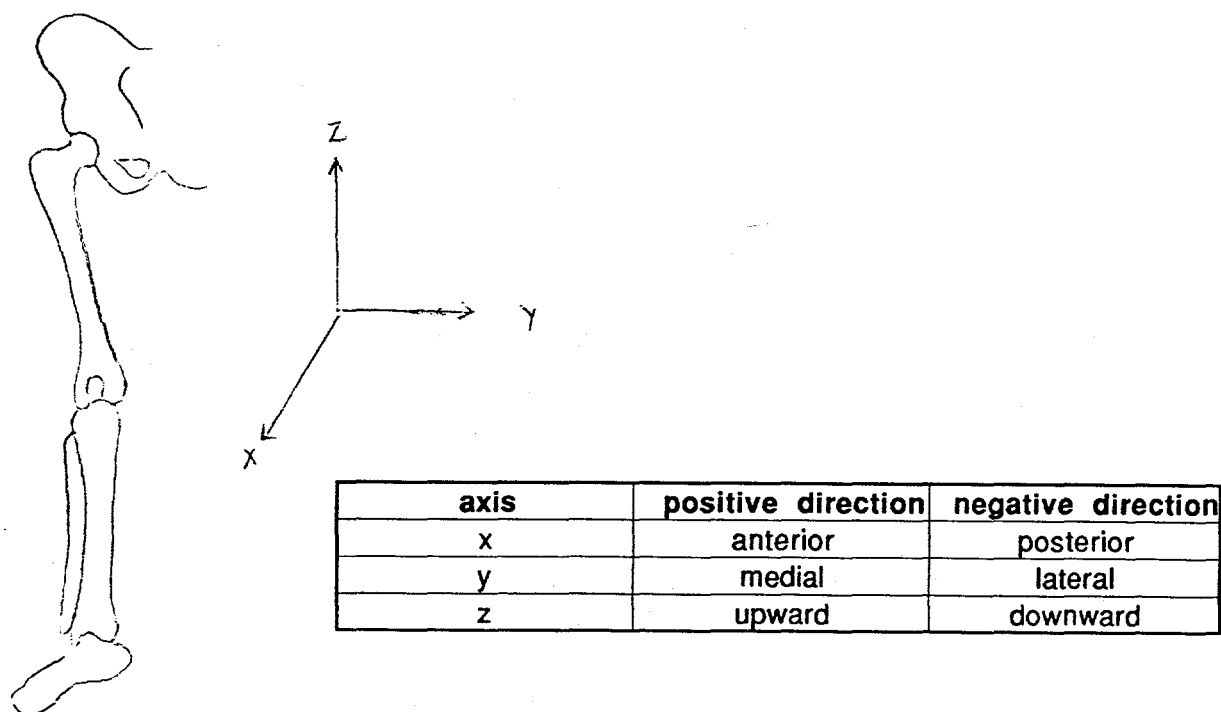 Z
Y
X
axis positive direction negative direction
x anterior posterior
y medial lateral
z upward downward